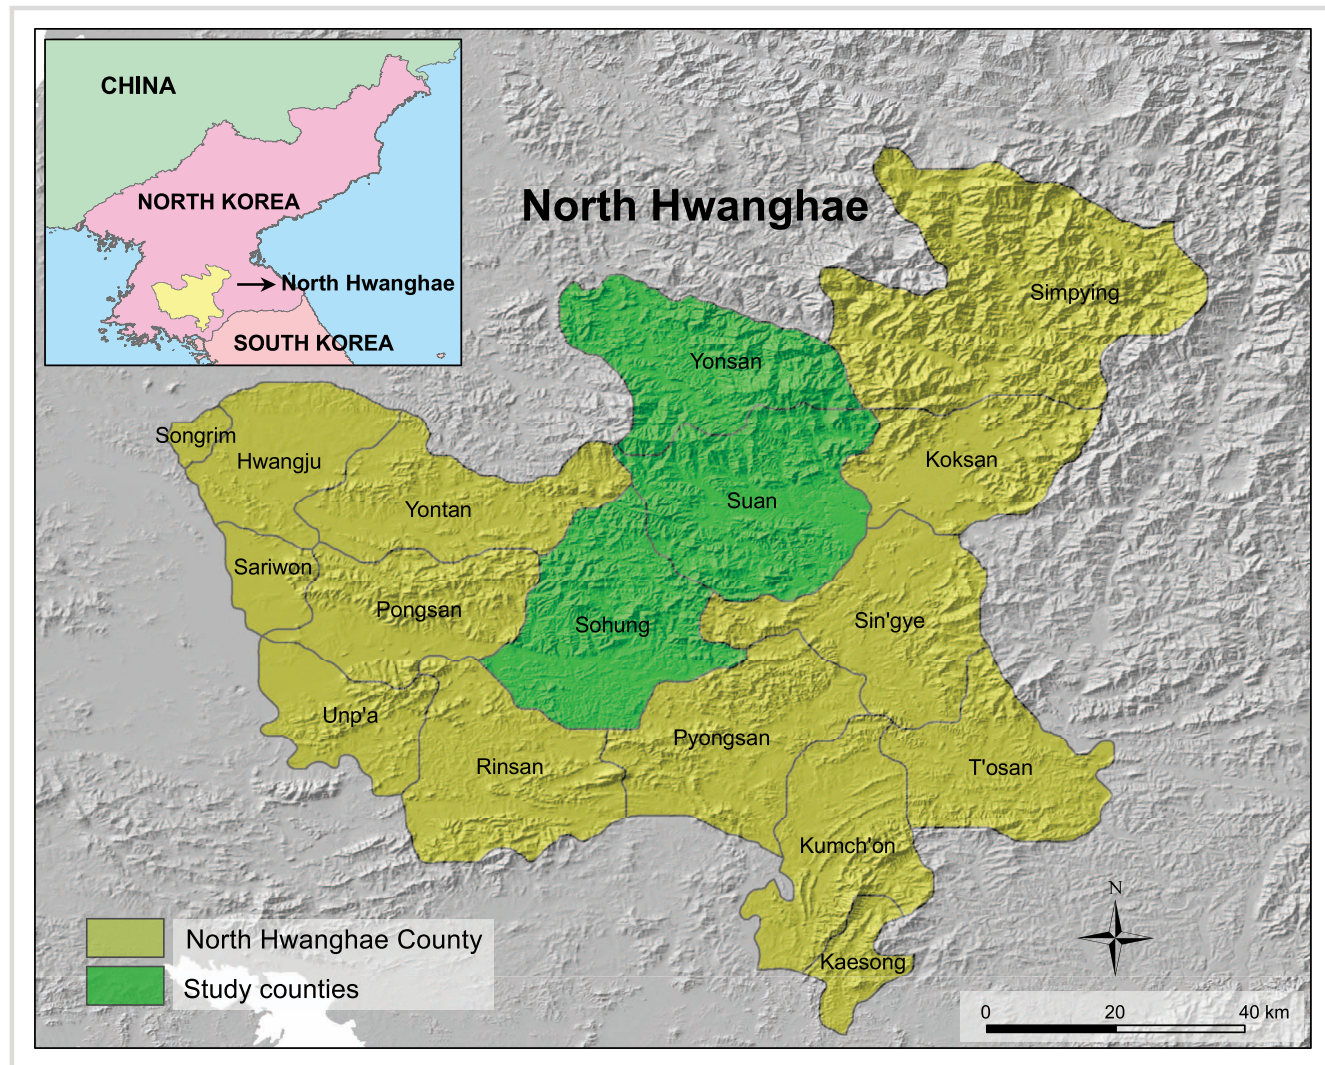 CHINA
NORTH KOREA
North Hwanghae
SOUTH KOREA
North Hwanghae
Simpying
Yonsan
Songrim
Hwangju
Koksan
Yontan
Suan
Sariwon
Pongsan
Sohung
Sin'gye
Unp'a
Pyongsan
Rinsan
T'osan
Kumch'on
Kaesong
N
North Hwanghae County
Study counties
0 20 40 km